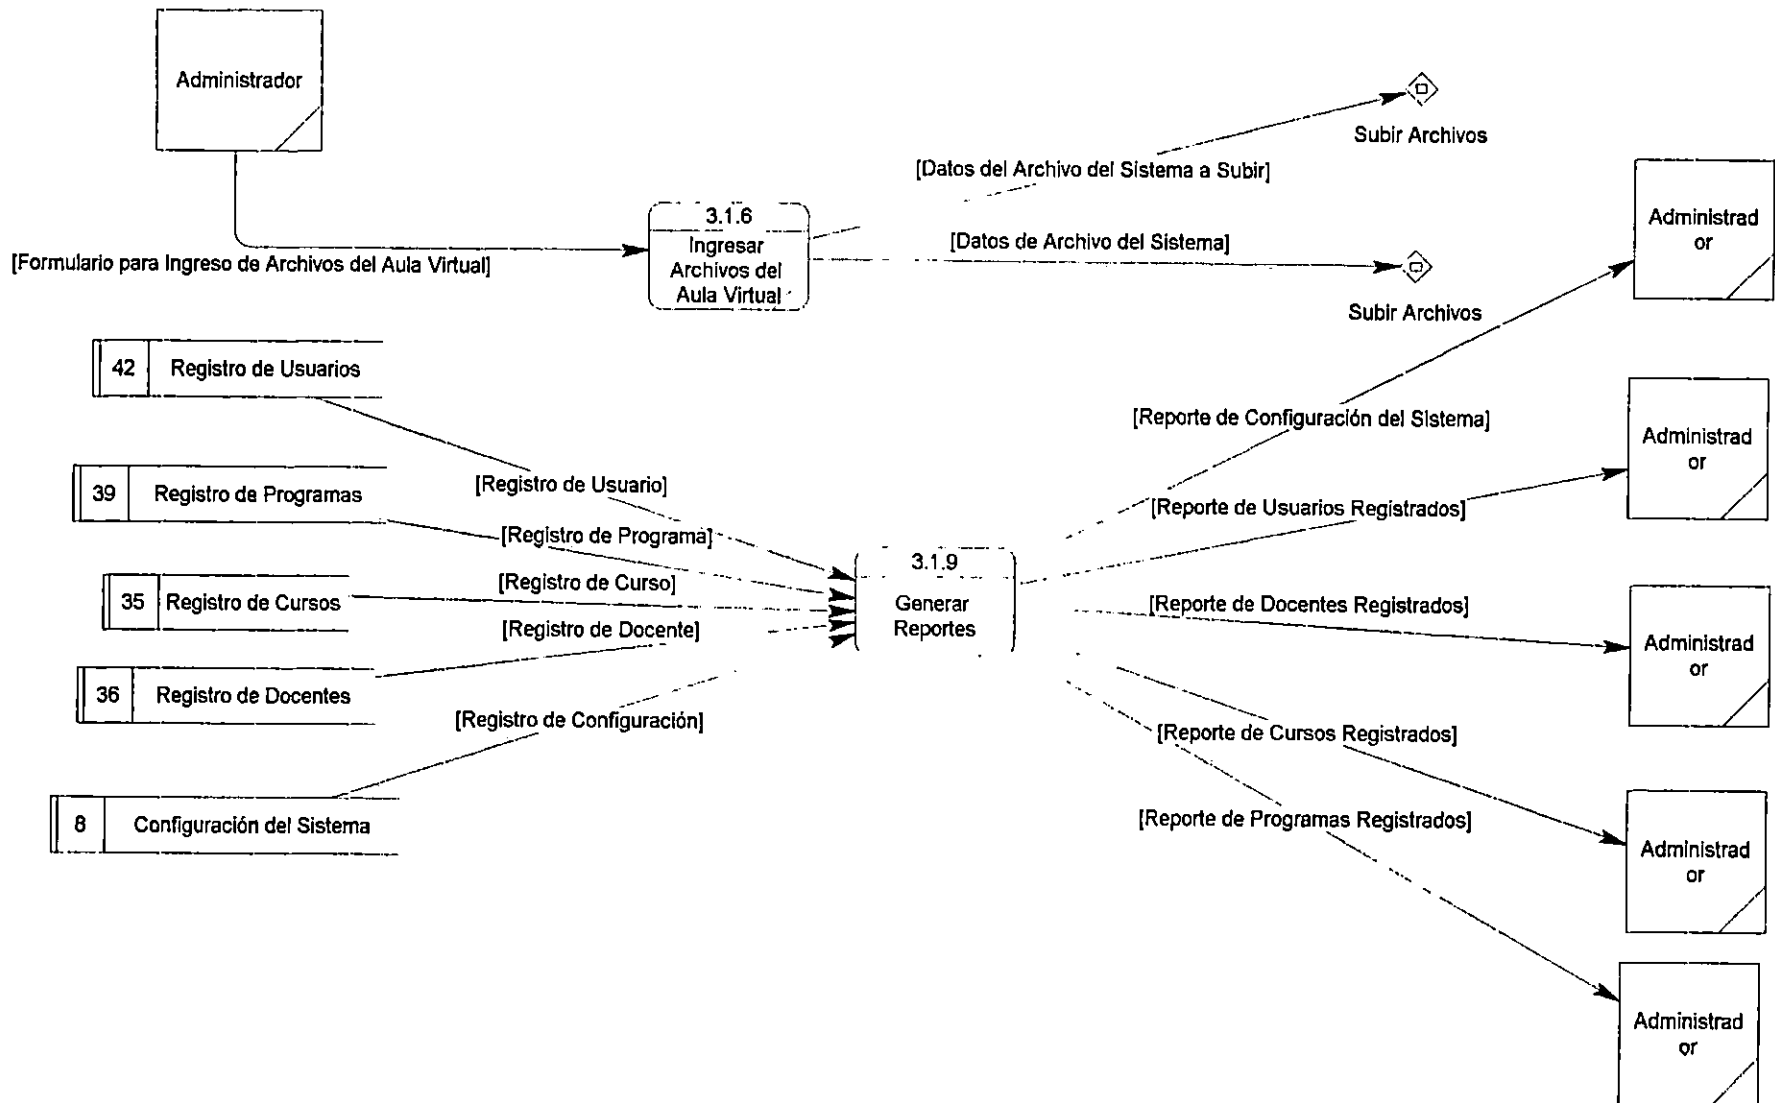 Administrador
Subir Archivos
[Datos del Archivo del Sistema a Subir]
3.1.6
Ingresar
Archivos del
Aula Virtual
[Datos de Archivo del Sistema]
[Formulario para Ingreso de Archivos del Aula Virtual]
Subir Archivos
Administrad
or
42
Registro de Usuarios
[Reporte de Configuración del Sistema]
Administrad
or
39
Registro de Programas
[Registro de Usuario]
[Reporte de Usuarios Registrados]
[Registro de Programa]
3.1.9
Generar
Reportes
[Registro de Curso]
35
Registro de Cursos
[Reporte de Docentes Registrados]
[Registro de Docente]
Administrad
or
36
Registro de Docentes
[Registro de Configuración]
[Reporte de Cursos Registrados]
8
Configuración del Sistema
[Reporte de Programas Registrados]
Administrad
or
Administrad
or